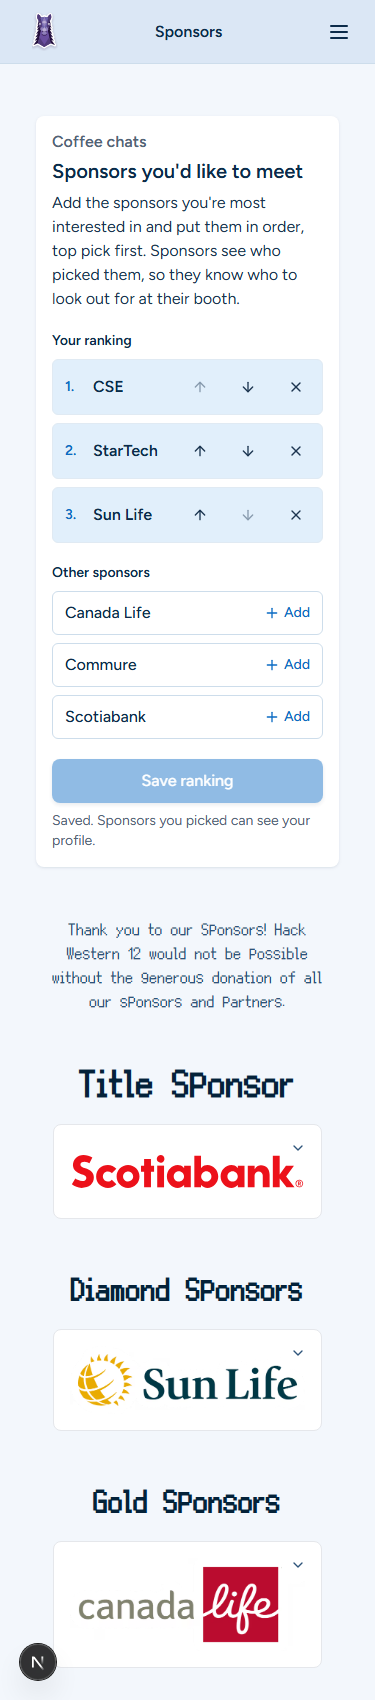 Sponsors
Coffee chats
Sponsors you'd like to meet
Add the sponsors you're most
interested in and put them in order,
top pick first. Sponsors see who
picked them, so they know who to
look out for at their booth.
Your ranking
1. CSE
2. StarTech
3. Sun Life
Other sponsors
Canada Life + Add
Commure + Add
Scotiabank + Add
Save ranking
Saved. Sponsors you picked can see your
profile.
Thank you to our Sponsors! Hack
Western 12 would not be possible
without the generous donation of all
our sponsors and partners.
Title Sponsor
Scotiabank®
Diamond Sponsors
Sun Life
Gold Sponsors
canada life
N